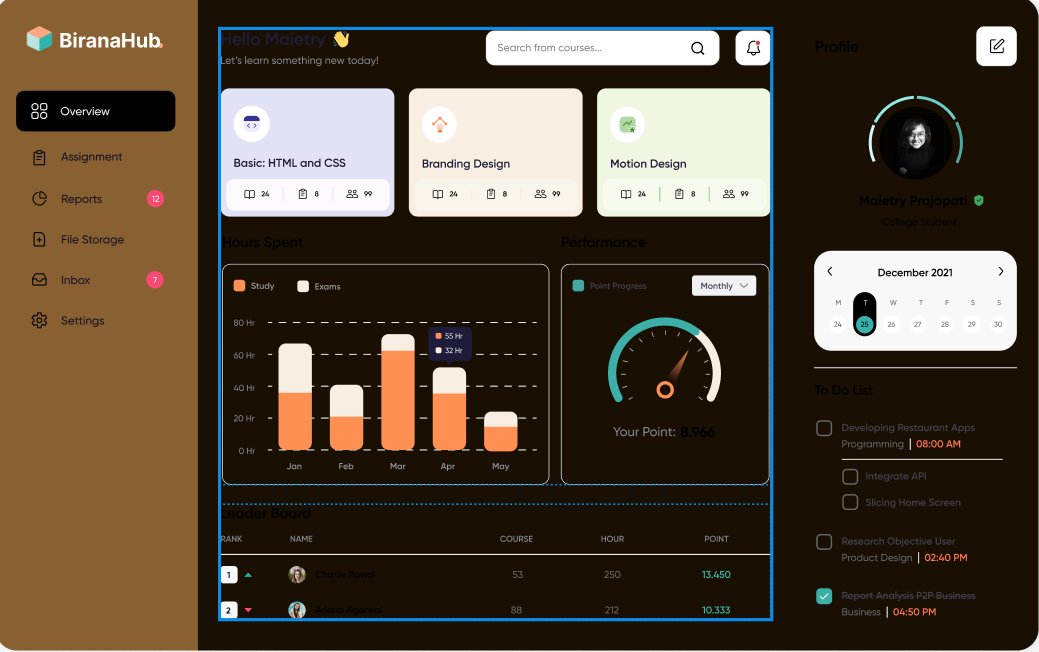 BiranaHub.
Overview
Assignment
Reports 12
File Storage
Inbox 7
Settings
Hello Maietry 👋
Let's learn something new today!
Search from courses...
Basic: HTML and CSS
24 8 99
Branding Design
24 8 99
Motion Design
24 8 99
Hours Spent
Study Exams
80 Hr
60 Hr
40 Hr
20 Hr
0 Hr
55 Hr
32 Hr
Jan Feb Mar Apr May
Performance
Point Progress
Monthly
Your Point: 8.966
Leader Board
RANK NAME COURSE HOUR POINT
1 Charlie Rawal 53 250 13.450
2 Ariana Agarwal 88 212 10.333
Profile
Maietry Prajapati
College Student
December 2021
M T W T F S S
24 25 26 27 28 29 30
To Do List
Developing Restaurant Apps
Programming | 08:00 AM
Integrate API
Slicing Home Screen
Research Objective User
Product Design | 02:40 PM
Report Analysis P2P Business
Business | 04:50 PM